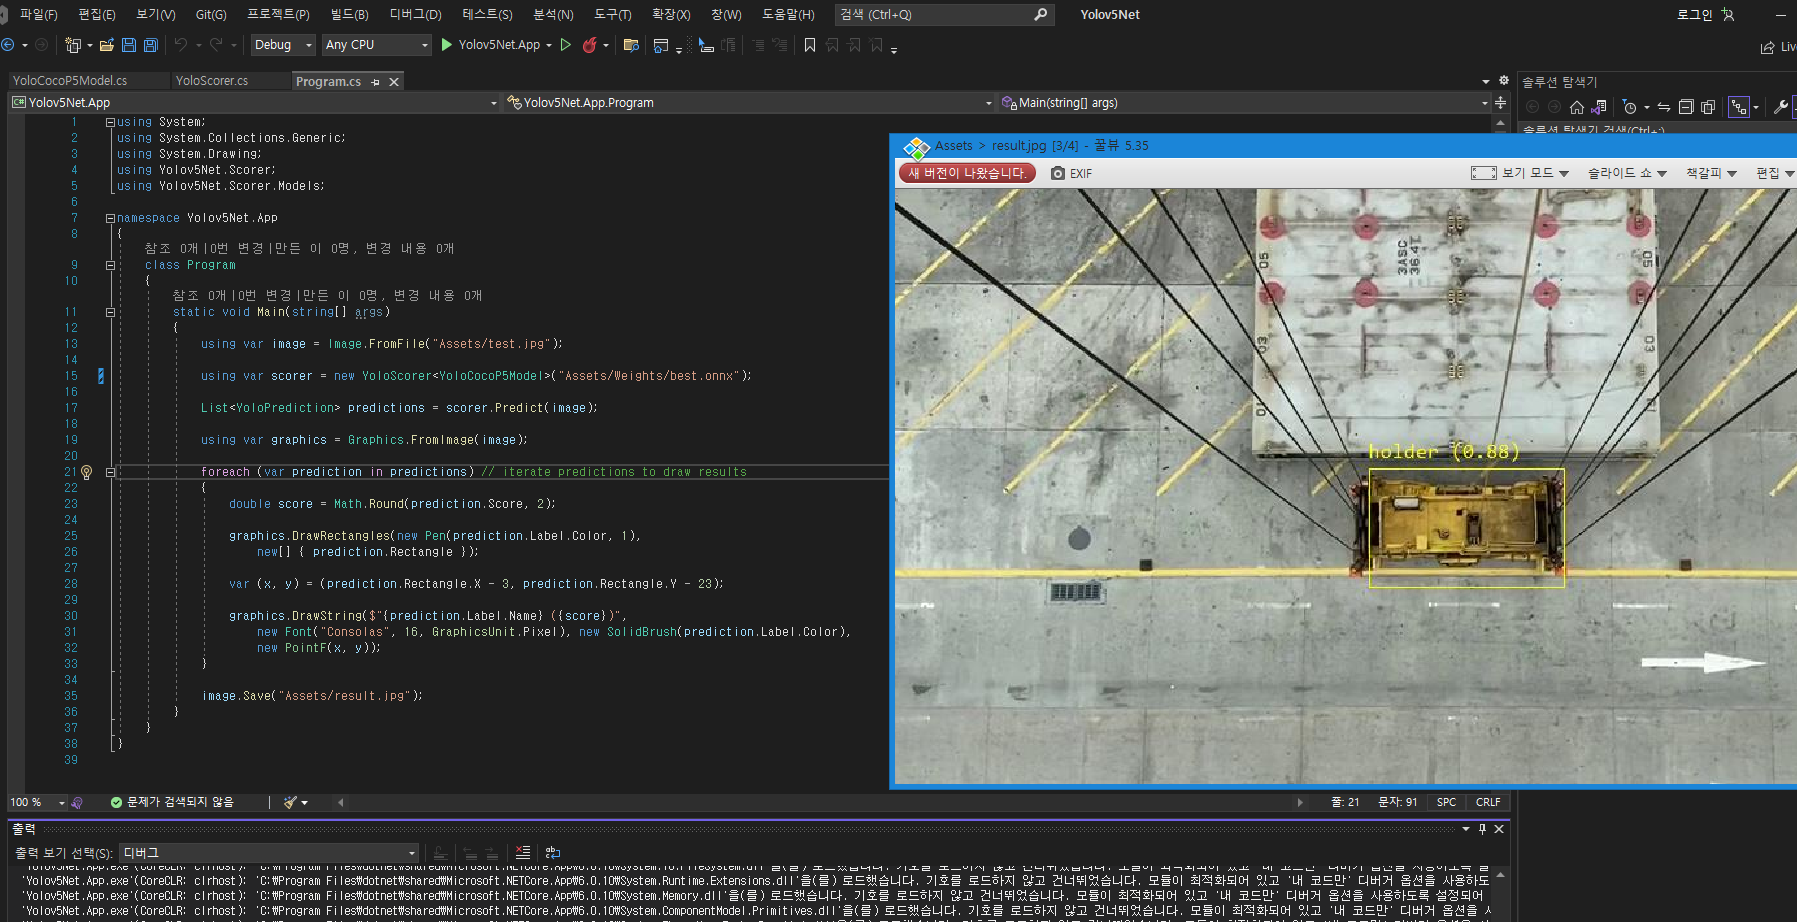 파일(F) 편집(E) 보기(V) Git(G) 프로젝트(P) 빌드(B) 디버그(D) 테스트(S) 분석(N) 도구(T) 확장(X) 창(W) 도움말(H) 검색 (Ctrl+Q) Yolov5Net 로그인
Debug Any CPU Yolov5Net.App Liv
YoloCocoP5Model.cs YoloScorer.cs Program.cs 솔루션 탐색기
Yolov5Net.App Yolov5Net.App.Program Main(string[] args)
솔루션 탐색기 검색(Ctrl+;)
1 using System;
2 using System.Collections.Generic;
3 using System.Drawing;
4 using Yolov5Net.Scorer;
5 using Yolov5Net.Scorer.Models;
6
7 namespace Yolov5Net.App
8 {
참조 0개|0번 변경|만든 이 0명, 변경 내용 0개
9 class Program
10 {
참조 0개|0번 변경|만든 이 0명, 변경 내용 0개
11 static void Main(string[] args)
12 {
13 using var image = Image.FromFile("Assets/test.jpg");
14
15 using var scorer = new YoloScorer<YoloCocoP5Model>("Assets/Weights/best.onnx");
16
17 List<YoloPrediction> predictions = scorer.Predict(image);
18
19 using var graphics = Graphics.FromImage(image);
20
21 foreach (var prediction in predictions) // iterate predictions to draw results
22 {
23 double score = Math.Round(prediction.Score, 2);
24
25 graphics.DrawRectangles(new Pen(prediction.Label.Color, 1),
26 new[] { prediction.Rectangle });
27
28 var (x, y) = (prediction.Rectangle.X - 3, prediction.Rectangle.Y - 23);
29
30 graphics.DrawString($"{prediction.Label.Name} ({score})",
31 new Font("Consolas", 16, GraphicsUnit.Pixel), new SolidBrush(prediction.Label.Color),
32 new PointF(x, y));
33 }
34
35 image.Save("Assets/result.jpg");
36 }
37 }
38 }
39
Assets > result.jpg [3/4] - 꿀뷰 5.35
새 버전이 나왔습니다. EXIF 보기 모드 슬라이드 쇼 책갈피 편집
3ASC
36.41
05
05
03
03
holder (0.88)
100 % 문제가 검색되지 않음 줄: 21 문자: 91 SPC CRLF
출력
출력 보기 선택(S): 디버그
'Yolov5Net.App.exe'(CoreCLR: clrhost): 'C:₩Program Files₩dotnet₩shared₩Microsoft.NETCore.App₩6.0.10₩System.Runtime.Extensions.dll'을(를) 로드했습니다. 기호를 로드하지 않고 건너뛰었습니다. 모듈이 최적화되어 있고 '내 코드만' 디버거 옵션을 사용하도
'Yolov5Net.App.exe'(CoreCLR: clrhost): 'C:₩Program Files₩dotnet₩shared₩Microsoft.NETCore.App₩6.0.10₩System.Memory.dll'을(를) 로드했습니다. 기호를 로드하지 않고 건너뛰었습니다. 모듈이 최적화되어 있고 '내 코드만' 디버거 옵션을 사용하도록 설정되어
'Yolov5Net.App.exe'(CoreCLR: clrhost): 'C:₩Program Files₩dotnet₩shared₩Microsoft.NETCore.App₩6.0.10₩System.ComponentModel.Primitives.dll'을(를) 로드했습니다. 기호를 로드하지 않고 건너뛰었습니다. 모듈이 최적화되어 있고 '내 코드만' 디버거 옵션을